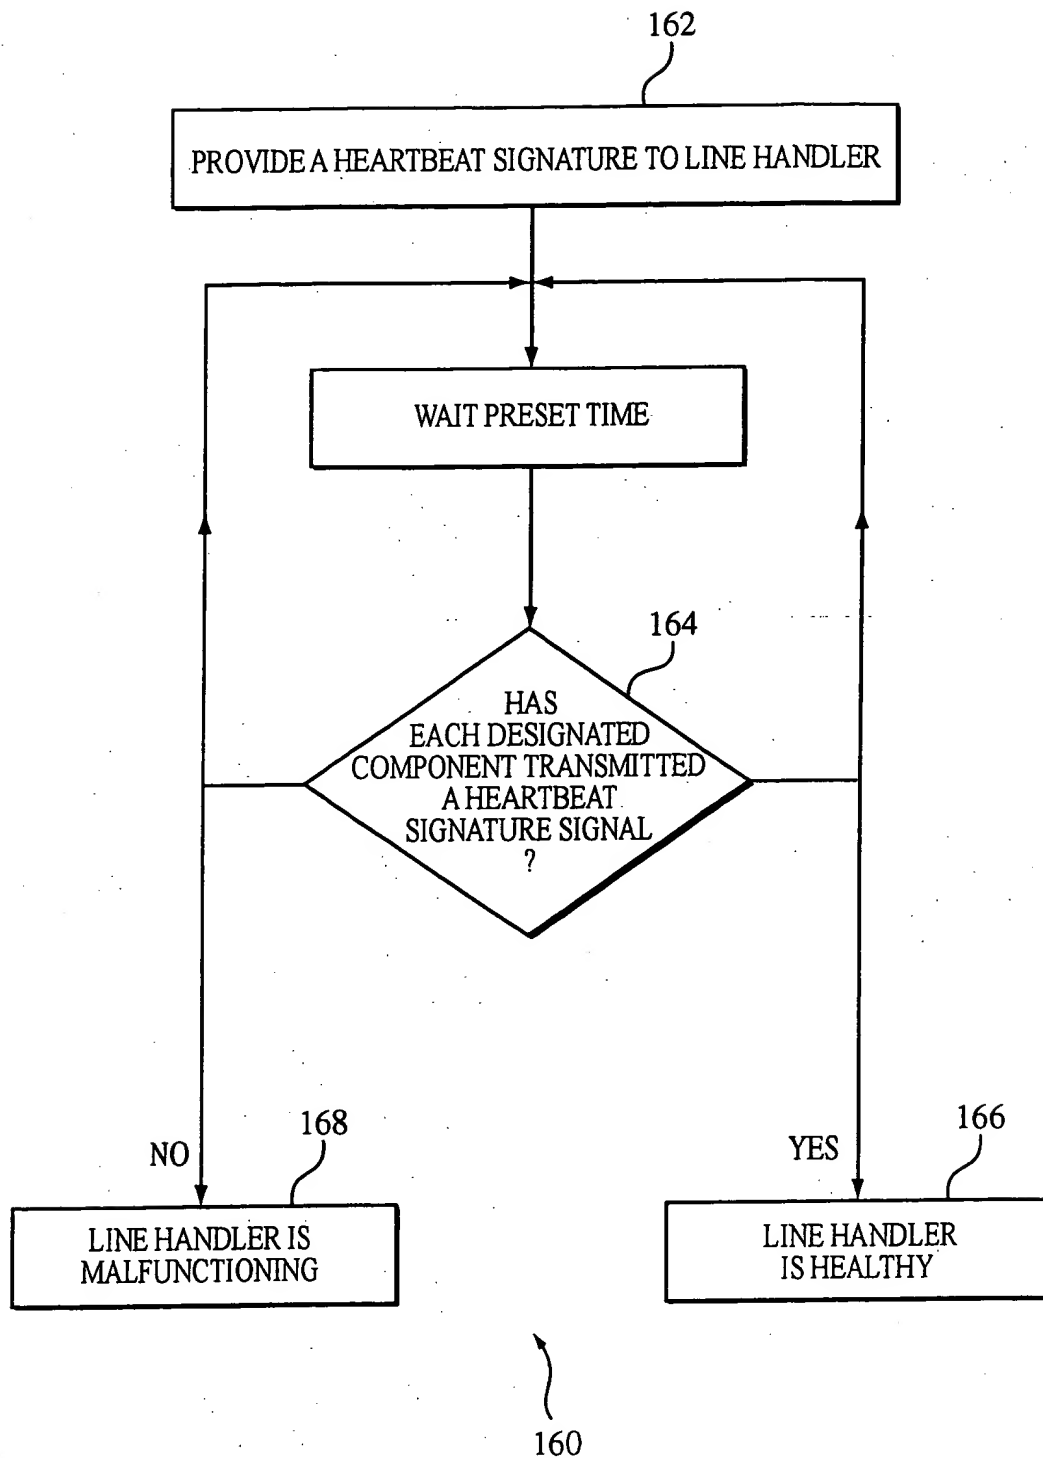 162
PROVIDE A HEARTBEAT SIGNATURE TO LINE HANDLER
WAIT PRESET TIME
164
HAS
EACH DESIGNATED
COMPONENT TRANSMITTED
A HEARTBEAT
SIGNATURE SIGNAL
?
NO
168
LINE HANDLER IS
MALFUNCTIONING
YES
166
LINE HANDLER
IS HEALTHY
160